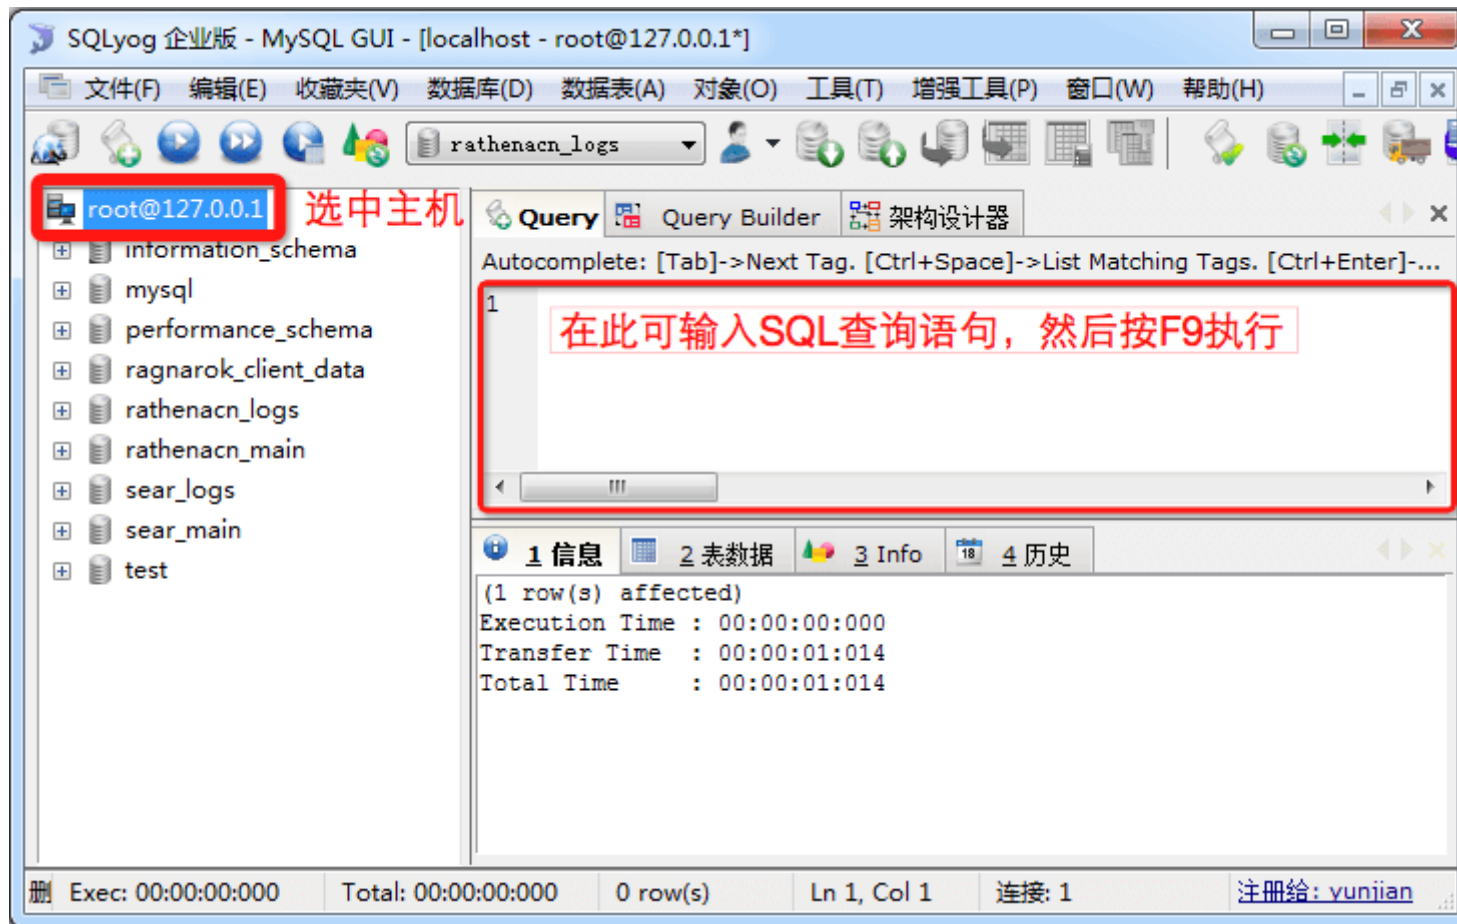 SQLyog 企业版 - MySQL GUI - [localhost - root@127.0.0.1*]
文件(F) 编辑(E) 收藏夹(V) 数据库(D) 数据表(A) 对象(O) 工具(T) 增强工具(P) 窗口(W) 帮助(H)
rathenacn_logs
root@127.0.0.1 选中主机
information_schema
mysql
performance_schema
ragnarok_client_data
rathenacn_logs
rathenacn_main
sear_logs
sear_main
test
Query Query Builder 架构设计器
Autocomplete: [Tab]->Next Tag. [Ctrl+Space]->List Matching Tags. [Ctrl+Enter]-...
1
在此可输入SQL查询语句，然后按F9执行
1 信息 2 表数据 3 Info 18 4 历史
(1 row(s) affected)
Execution Time : 00:00:00:000
Transfer Time : 00:00:01:014
Total Time : 00:00:01:014
删 Exec: 00:00:00:000 Total: 00:00:00:000 0 row(s) Ln 1, Col 1 连接: 1 注册给: yunjian